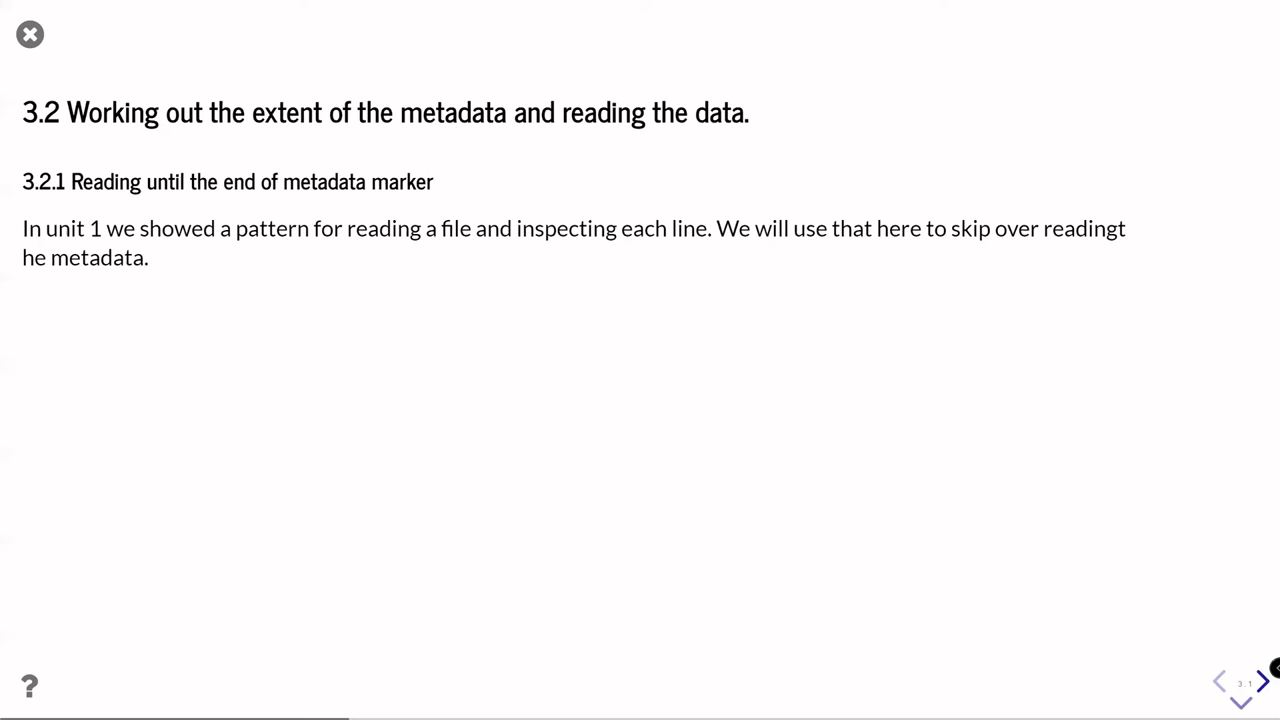 3.2 Working out the extent of the metadata and reading the data.
3.2.1 Reading until the end of metadata marker
In unit 1 we showed a pattern for reading a file and inspecting each line. We will use that here to skip over readingt
he metadata.
?
3.1